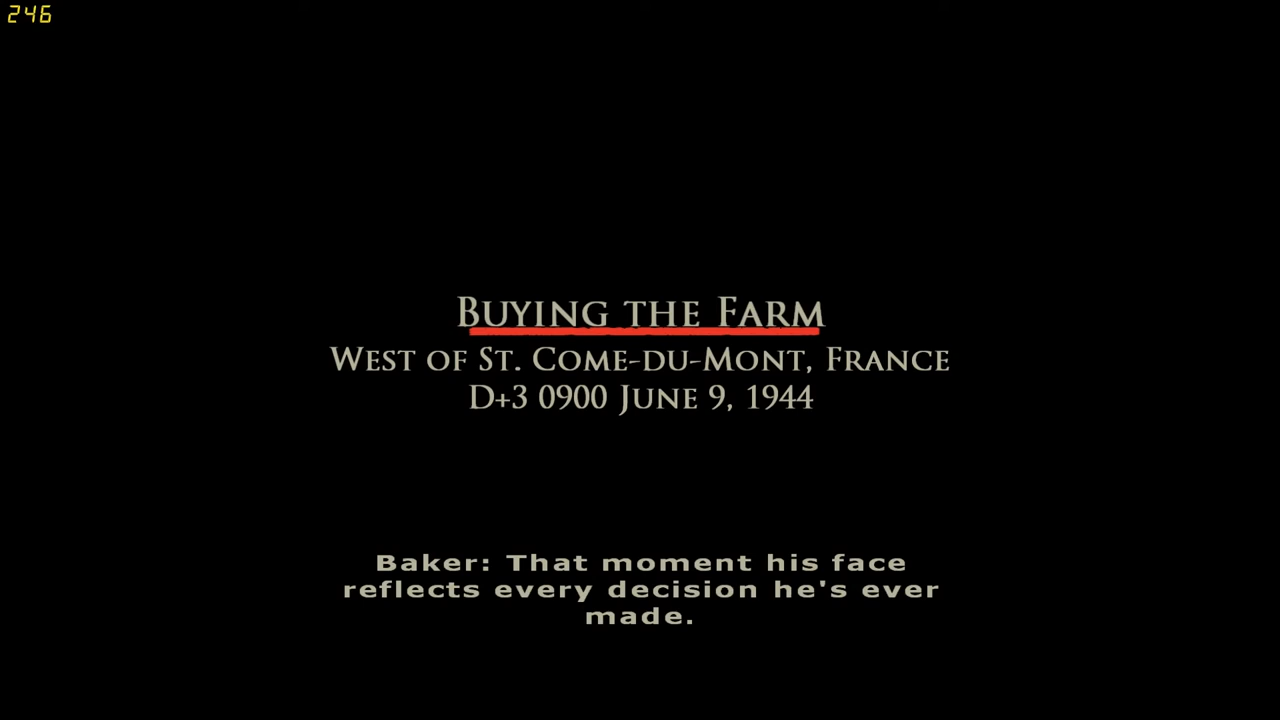 246
Buying the Farm
West of St. Come-du-Mont, France
D+3 0900 June 9, 1944
Baker: That moment his face
reflects every decision he's ever
made.